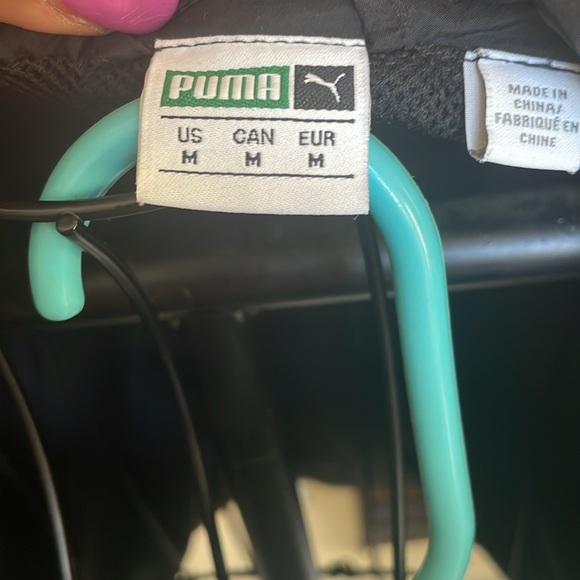 PUMA
US CAN EUR
M M M
MADE IN
CHINA/
FABRIQUÉ EN
CHINE